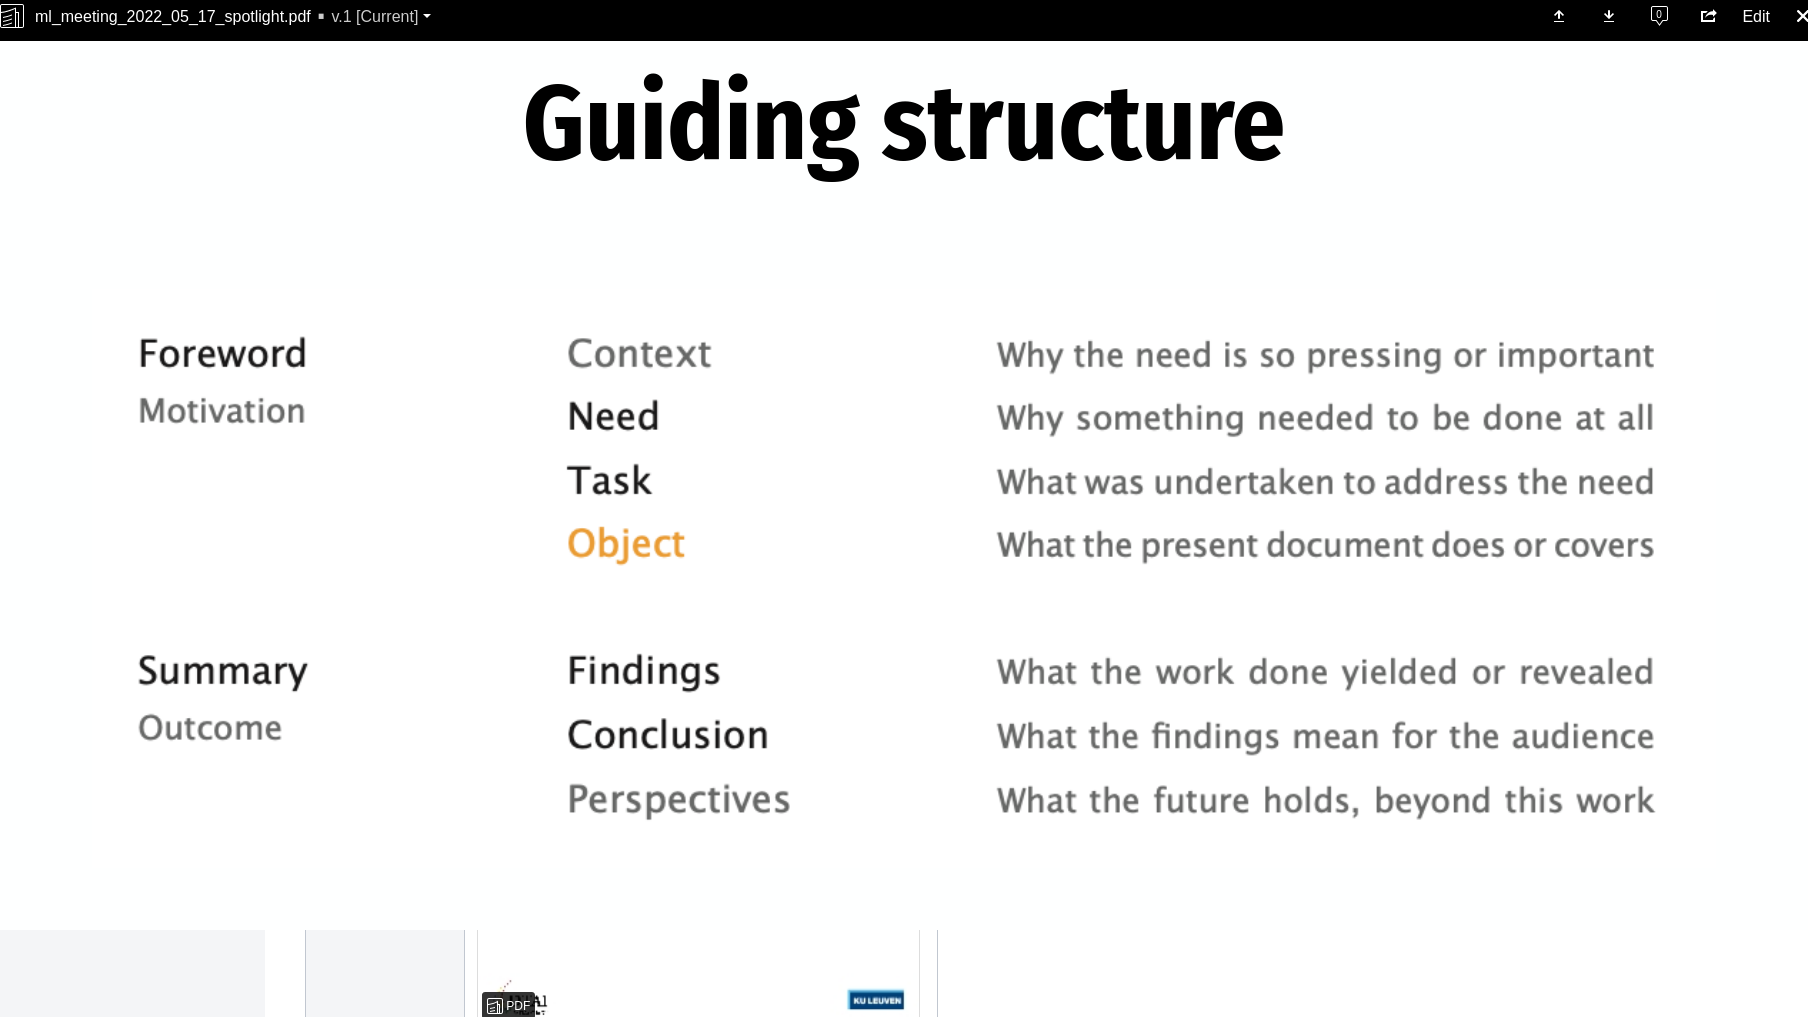 ml_meeting_2022_05_17_spotlight.pdf ▪ v.1 [Current]
0
Edit
Guiding structure
Foreword Context Why the need is so pressing or important
Motivation
Need Why something needed to be done at all
Task What was undertaken to address the need
Object What the present document does or covers
Summary Findings What the work done yielded or revealed
Outcome
Conclusion What the findings mean for the audience
Perspectives What the future holds, beyond this work
PDF
KU LEUVEN